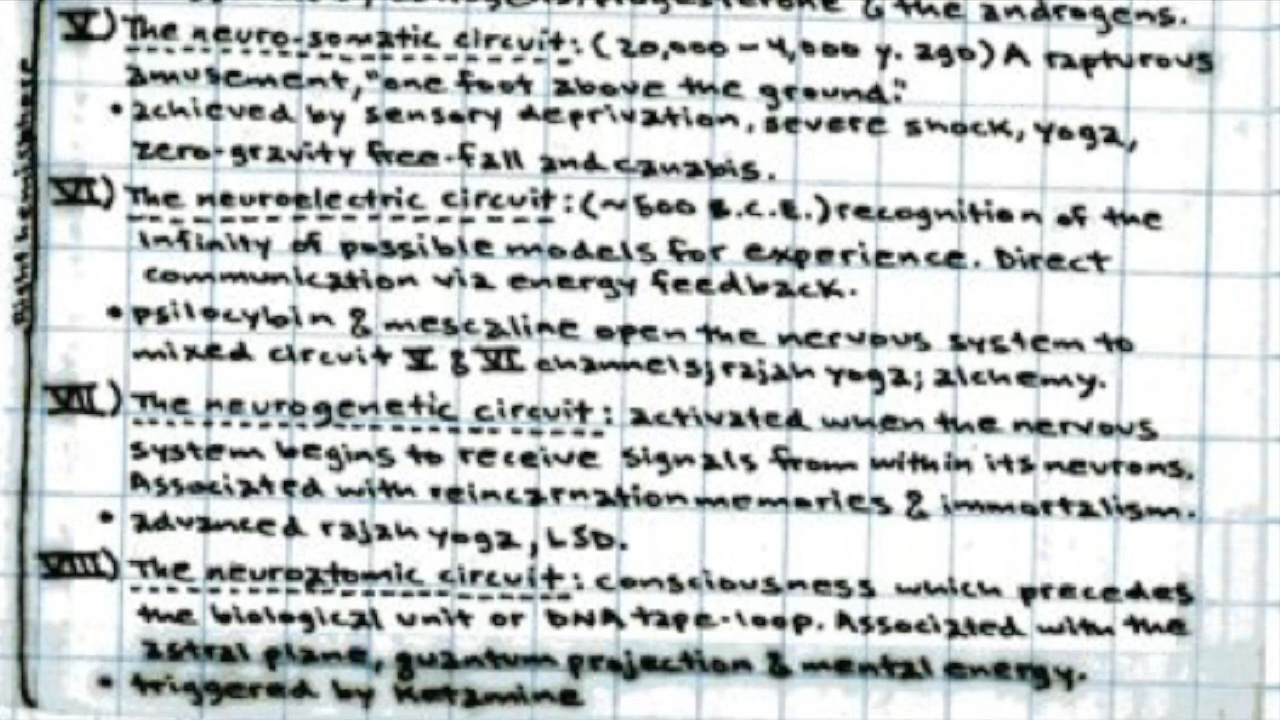 & the androgens.
Right hemisphere
V) The neuro-somatic circuit: (20,000 – 4,000 y. ago) A rapturous
amusement, "one foot above the ground."
• achieved by sensory deprivation, severe shock, yoga,
zero-gravity free-fall and canabis.
VI) The neuroelectric circuit: (~500 B.C.E.) recognition of the
infinity of possible models for experience. Direct
communication via energy feedback.
• psilocybin & mescaline open the nervous system to
mixed circuit V & VI channels; rajah yoga; alchemy.
VII) The neurogenetic circuit: activated when the nervous
system begins to receive signals from within its neurons.
Associated with reincarnation memories & immortalism.
• advanced rajah yoga, LSD.
VIII) The neuroatomic circuit: consciousness which precedes
the biological unit or DNA tape-loop. Associated with the
astral plane, quantum projection & mental energy.
• triggered by Ketamine